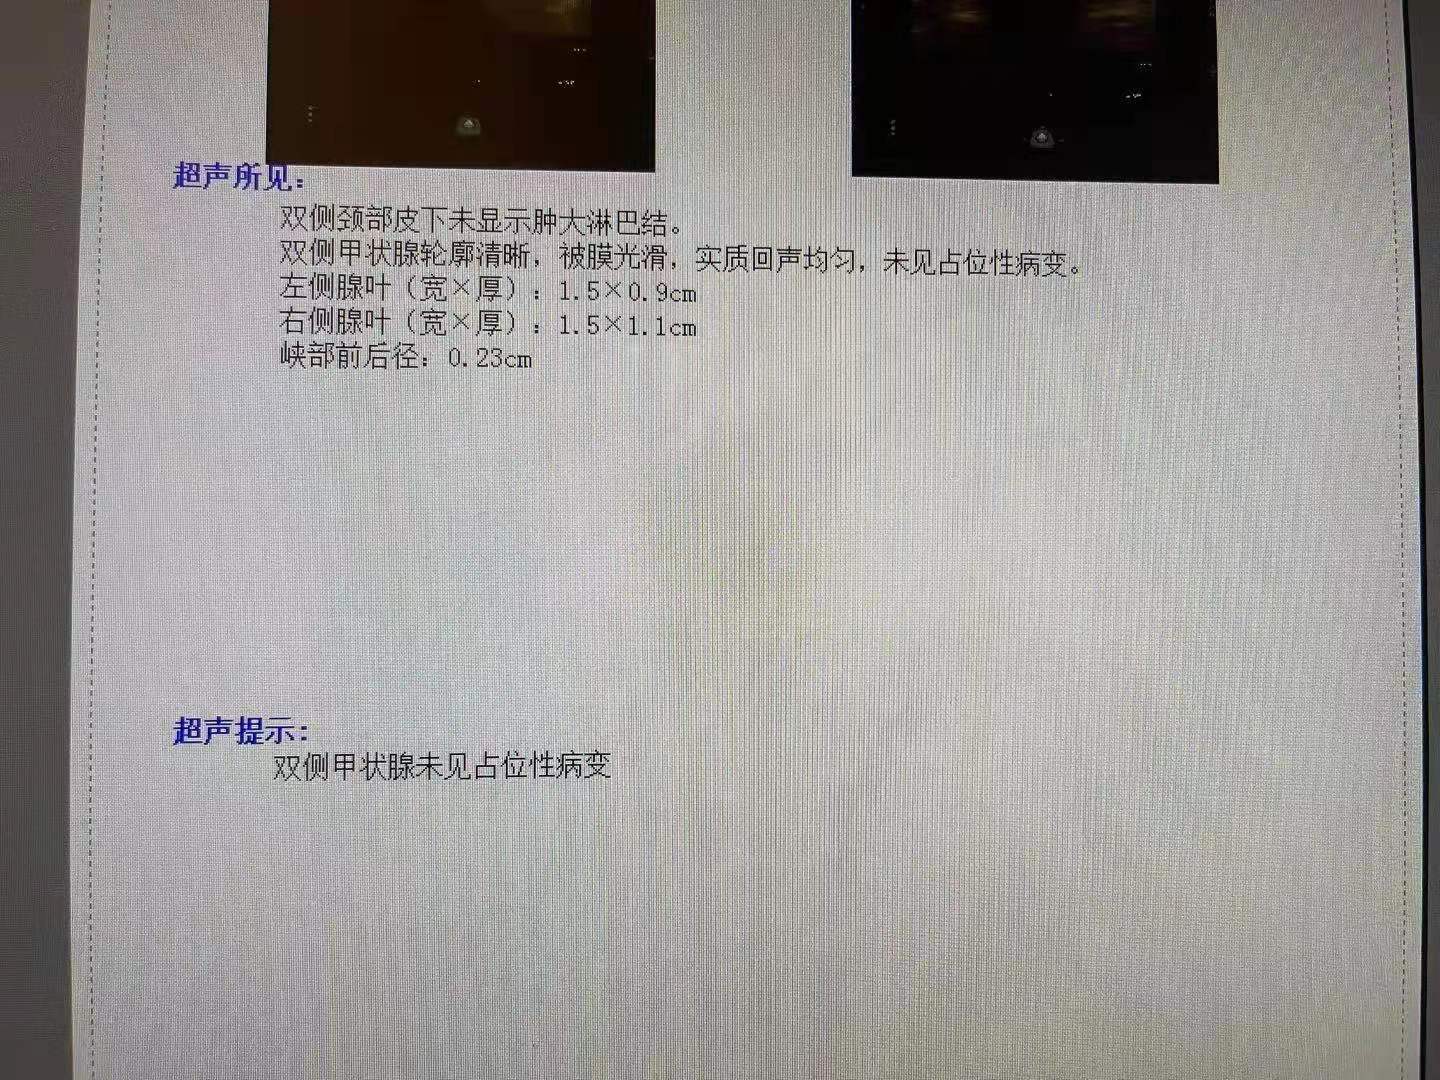 超声所见：
双侧颈部皮下未显示肿大淋巴结。
双侧甲状腺轮廓清晰，被膜光滑，实质回声均匀，未见占位性病变。
左侧腺叶（宽×厚）：1.5×0.9cm
右侧腺叶（宽×厚）：1.5×1.1cm
峡部前后径：0.23cm
超声提示：
双侧甲状腺未见占位性病变